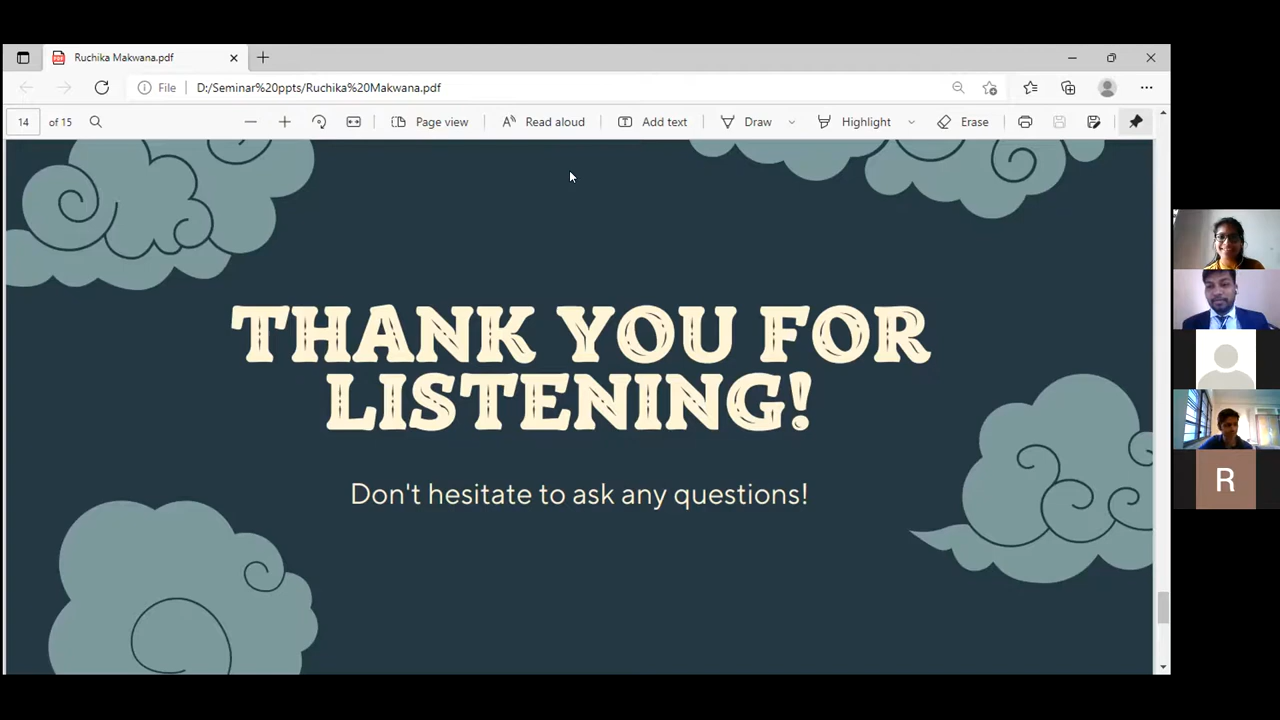 Ruchika Makwana.pdf
File
D:/Seminar%20ppts/Ruchika%20Makwana.pdf
14 of 15
Page view
Read aloud
Add text
Draw
Highlight
Erase
THANK YOU FOR
LISTENING!
Don't hesitate to ask any questions!
R